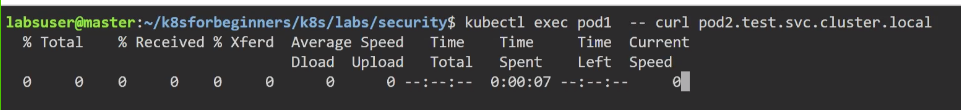 labsuser@master:~/k8sforbeginners/k8s/labs/security$ kubectl exec pod1  -- curl pod2.test.svc.cluster.local
  % Total    % Received % Xferd  Average Speed   Time    Time     Time  Current
                                 Dload  Upload   Total   Spent    Left  Speed
  0     0    0     0    0     0      0      0 --:--:--  0:00:07 --:--:--     0